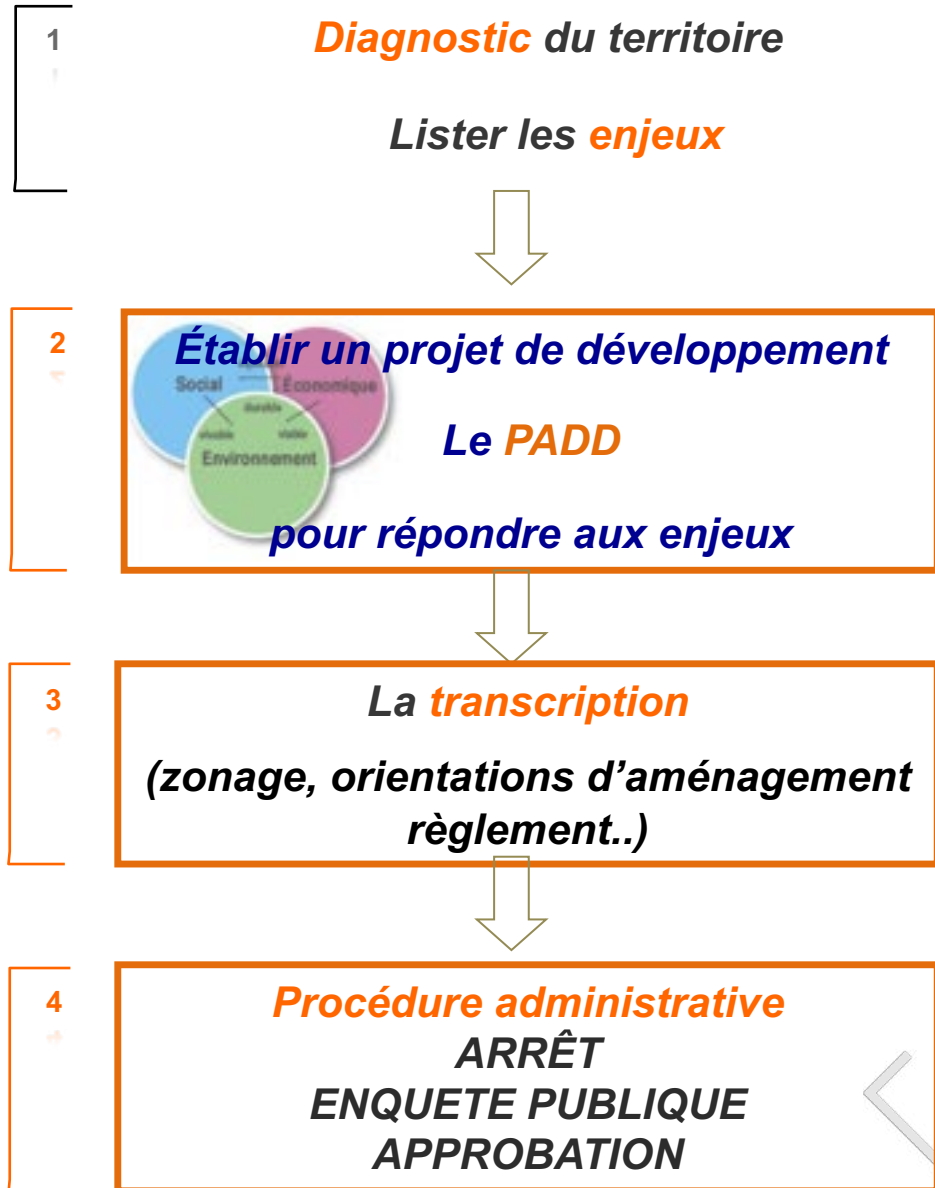 1
Diagnostic du territoire
Lister les enjeux
2
Établir un projet de développement
Social
Économique
durable
vivable
viable
Environnement
Le PADD
pour répondre aux enjeux
3
La transcription
(zonage, orientations d’aménagement
règlement..)
4
Procédure administrative
ARRÊT
ENQUETE PUBLIQUE
APPROBATION